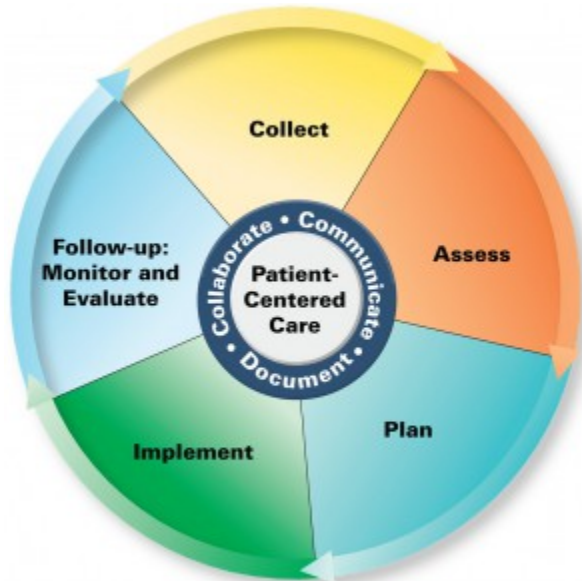 Collect
Assess
Plan
Implement
Follow-up:
Monitor and
Evaluate
Collaborate • Communicate • Document •
Patient-
Centered
Care